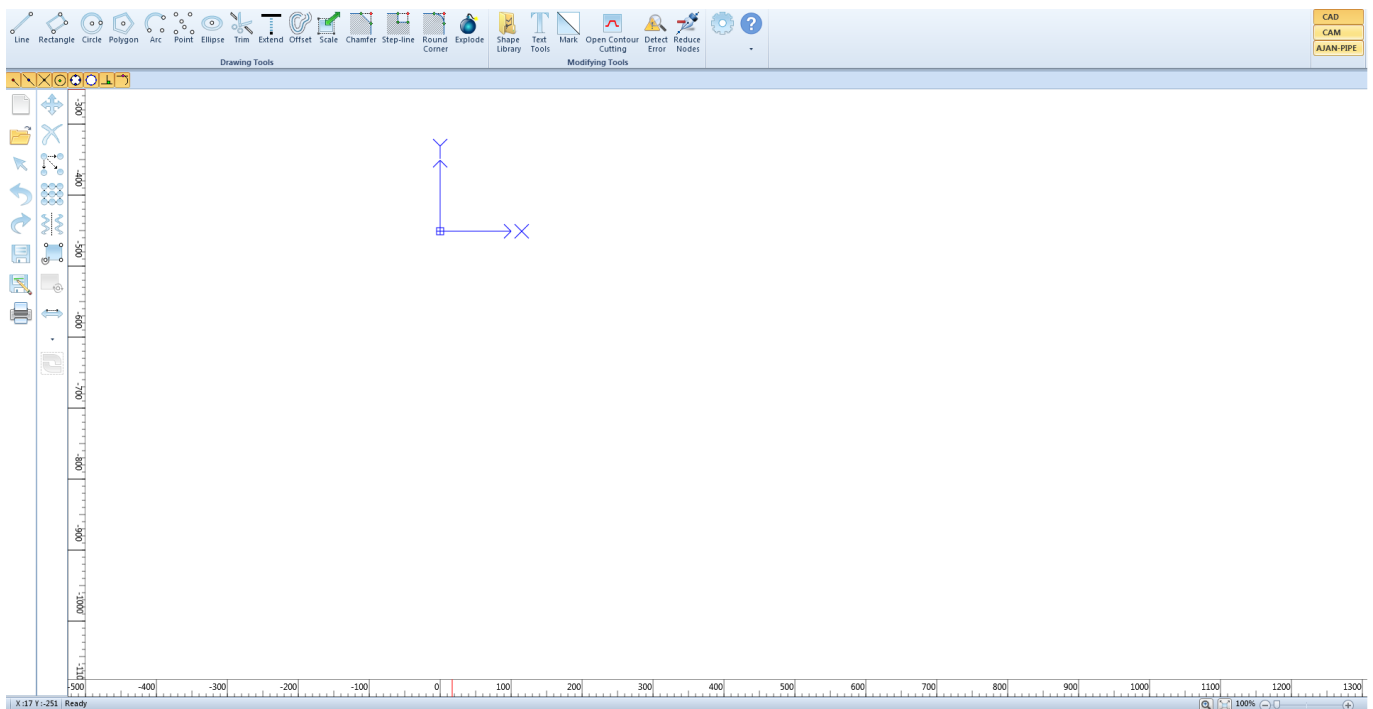 Line Rectangle Circle Polygon Arc Point Ellipse Trim Extend Offset Scale Chamfer Step-line Round Corner Explode
Drawing Tools
Shape Library Text Tools Mark Open Contour Cutting Detect Error Reduce Nodes
Modifying Tools
CAD
CAM
AJAN-PIPE
-300
-400
-500
-600
-700
-800
-900
-1000
-110
Y
X
-500 -400 -300 -200 -100 0 100 200 300 400 500 600 700 800 900 1000 1100 1200 1300
X :17 Y :-251 Ready
100%